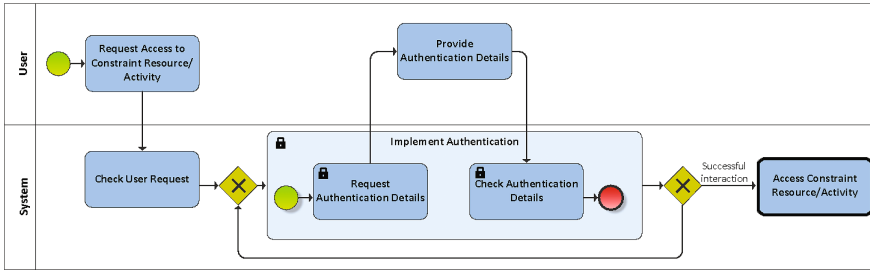 User
Request Access to
Constraint Resource/
Activity
Provide
Authentication Details
System
Check User Request
Implement Authentication
Request
Authentication Details
Check Authentication
Details
Successful
interaction
Access Constraint
Resource/Activity